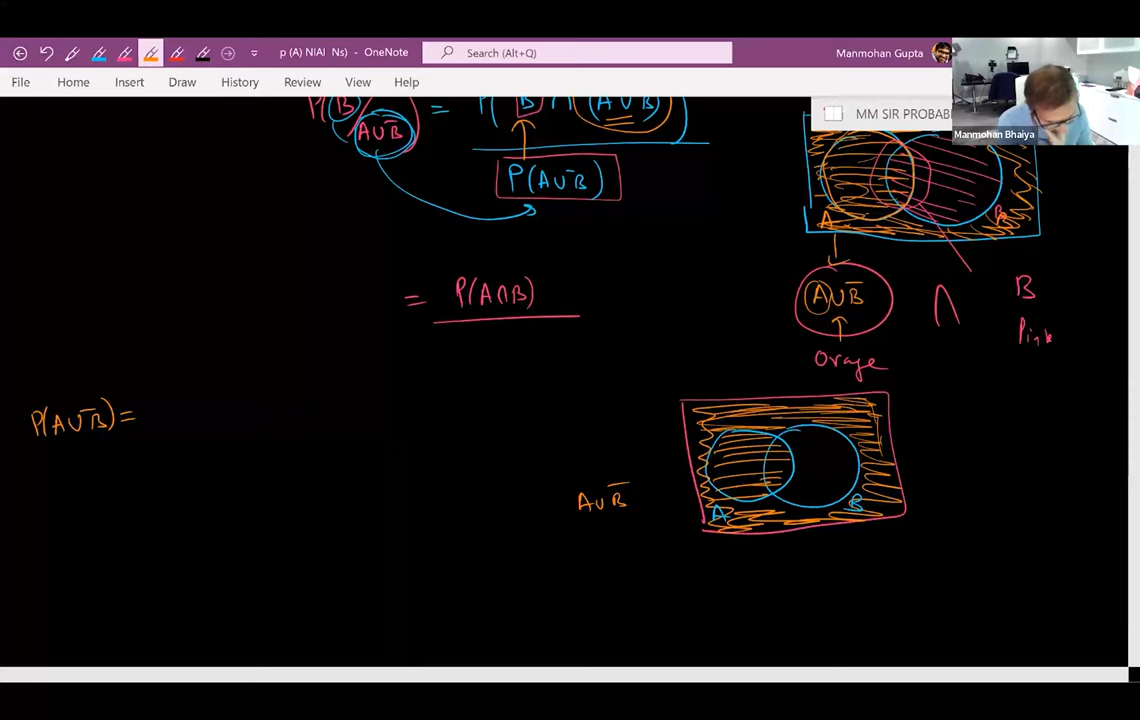 p (A) NIAI Ns) - OneNote
Search (Alt+Q)
Manmohan Gupta
File Home Insert Draw History Review View Help
MM SIR PROBAB
Manmohan Bhaiya
P(B/A∪B̅) = P(B∩(A∪B̅))
P(A∪B̅)
A B
= P(A∩B)
A∪B̅ ∩ B
Orange Pink
P(A∪B̅)=
A∪B̅
A B